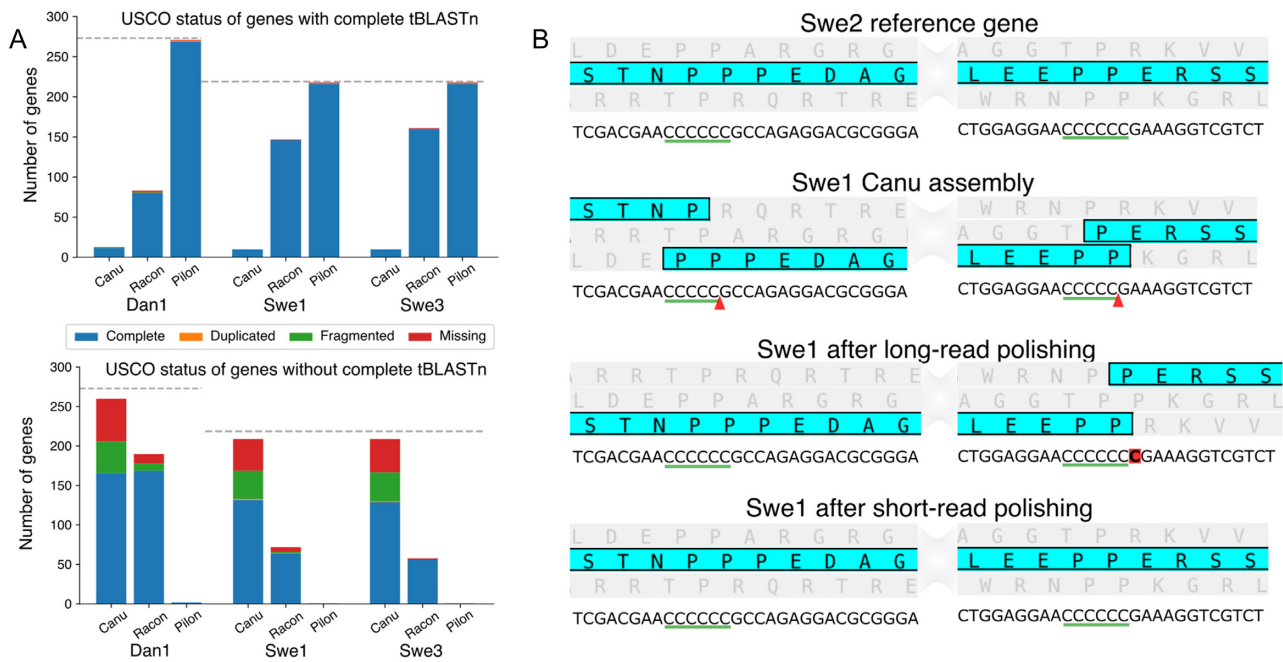 A
USCO status of genes with complete tBLASTn
Number of genes
300
250
200
150
100
50
0
Canu Racon Pilon Canu Racon Pilon Canu Racon Pilon
Dan1 Swe1 Swe3
Complete Duplicated Fragmented Missing
USCO status of genes without complete tBLASTn
Number of genes
300
250
200
150
100
50
0
Canu Racon Pilon Canu Racon Pilon Canu Racon Pilon
Dan1 Swe1 Swe3
B
Swe2 reference gene
L D E P P A R G R G A G G T P R K V V
S T N P P P E D A G L E E P P E R S S
R R T P R Q R T R E W R N P P K G R L
TCGACGAACCCCCCGCCAGAGGACGCGGGA CTGGAGGAACCCCCCGAAAGGTCGTCT
Swe1 Canu assembly
S T N P R Q R T R E W R N P R K V V
R R T P A R G R G A G G T P E R S S
L D E P P P E D A G L E E P P K G R L
TCGACGAACCCCCGCCAGAGGACGCGGGA CTGGAGGAACCCCCGAAAGGTCGTCT
Swe1 after long-read polishing
R R T P R Q R T R E W R N P P E R S S
L D E P P A R G R G A G G T P P K G R L
S T N P P P E D A G L E E P P R K V V
TCGACGAACCCCCCGCCAGAGGACGCGGGA CTGGAGGAACCCCCCCGAAAGGTCGTCT
Swe1 after short-read polishing
L D E P P A R G R G A G G T P R K V V
S T N P P P E D A G L E E P P E R S S
R R T P R Q R T R E W R N P P K G R L
TCGACGAACCCCCCGCCAGAGGACGCGGGA CTGGAGGAACCCCCCGAAAGGTCGTCT